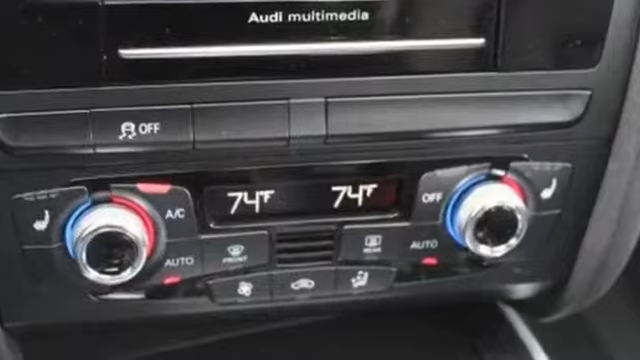 Audi multimedia
OFF
74°F 74°F
A/C OFF
AUTO FRONT REAR AUTO